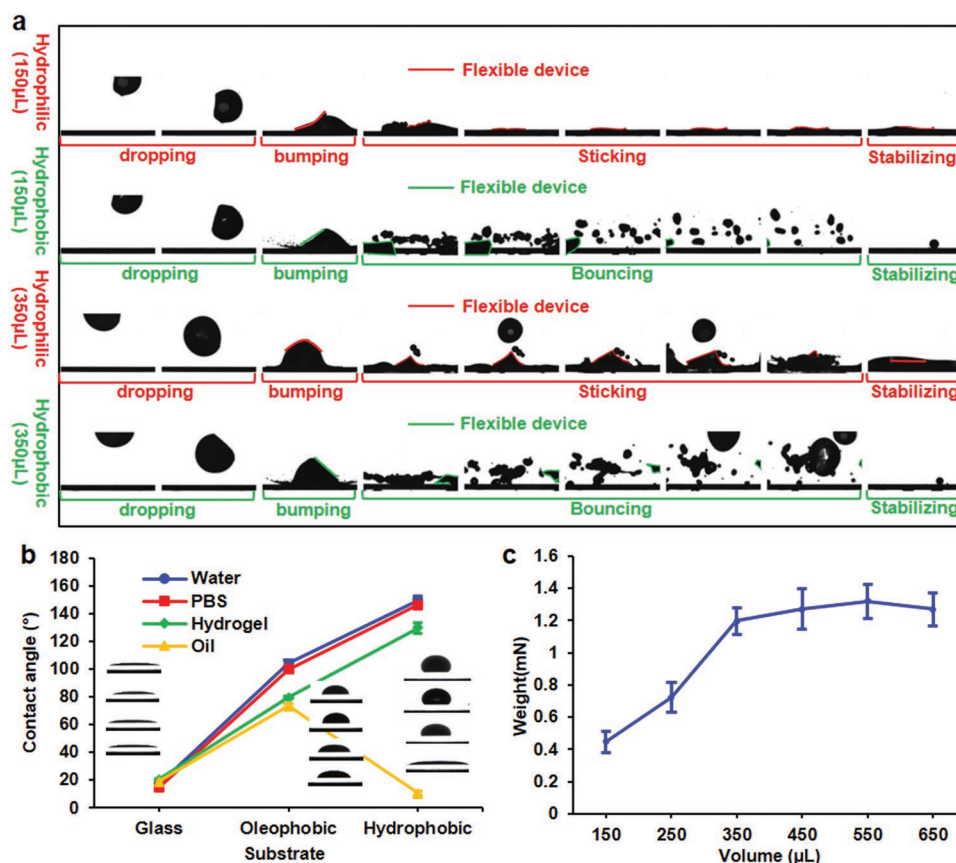 a
Hydrophilic
(150μL)
Flexible device
dropping
bumping
Sticking
Stabilizing
Hydrophobic
(150μL)
Flexible device
dropping
bumping
Bouncing
Stabilizing
Hydrophilic
(350μL)
Flexible device
dropping
bumping
Sticking
Stabilizing
Hydrophobic
(350μL)
Flexible device
dropping
bumping
Bouncing
Stabilizing
b
180
160
140
120
100
80
60
40
20
0
Contact angle (°)
Water
PBS
Hydrogel
Oil
Glass
Oleophobic
Hydrophobic
Substrate
c
1.6
1.4
1.2
1
0.8
0.6
0.4
0.2
0
Weight(mN)
150
250
350
450
550
650
Volume (μL)